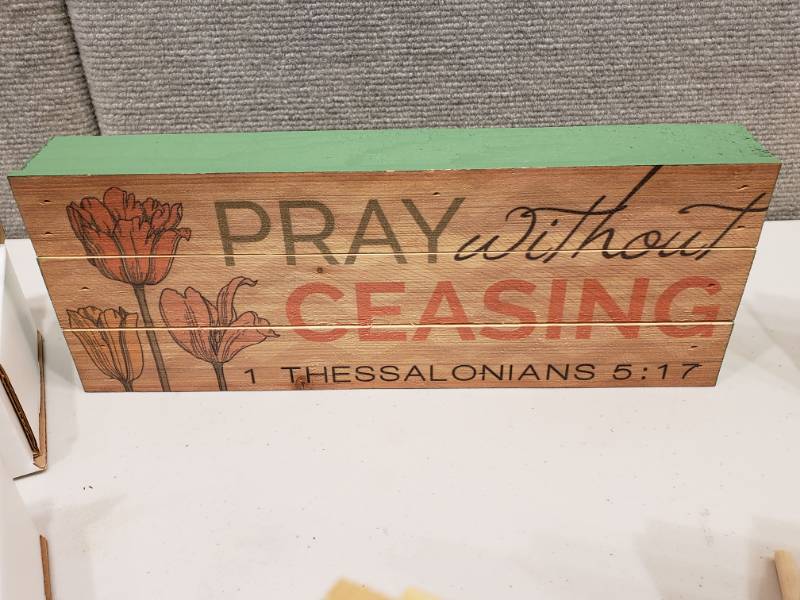 PRAY without
CEASING
1 THESSALONIANS 5:17